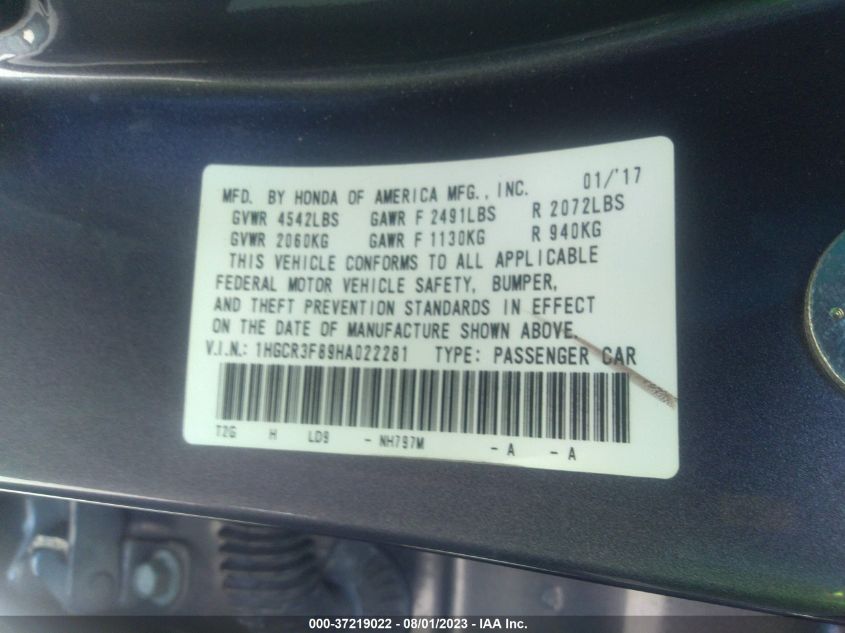 MFD. BY HONDA OF AMERICA MFG., INC. 01/'17
GVWR 4542LBS GAWR F 2491LBS R 2072LBS
GVWR 2060KG GAWR F 1130KG R 940KG
THIS VEHICLE CONFORMS TO ALL APPLICABLE
FEDERAL MOTOR VEHICLE SAFETY, BUMPER,
AND THEFT PREVENTION STANDARDS IN EFFECT
ON THE DATE OF MANUFACTURE SHOWN ABOVE.
V.I.N.: 1HGCR3F89HA022281 TYPE: PASSENGER CAR
T2G H LD9 - NH797M - A - A
000-37219022 - 08/01/2023 - IAA Inc.